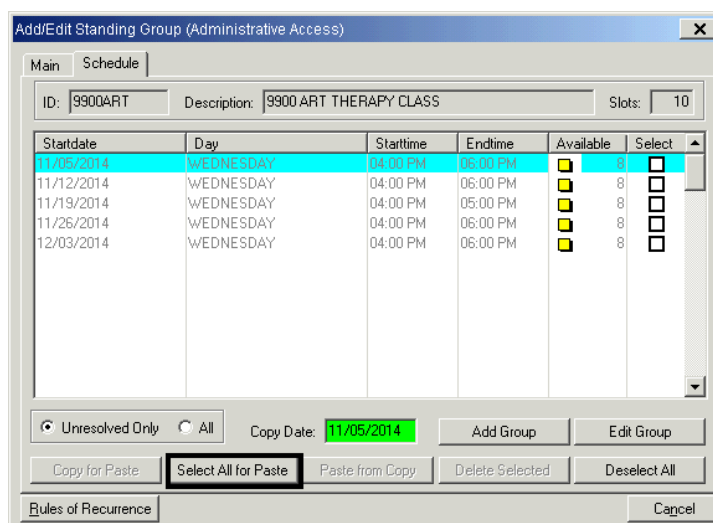 Add/Edit Standing Group (Administrative Access)
Main Schedule
ID: 9900ART Description: 9900 ART THERAPY CLASS Slots: 10
Startdate Day Starttime Endtime Available Select
11/05/2014 WEDNESDAY 04:00 PM 06:00 PM 8
11/12/2014 WEDNESDAY 04:00 PM 06:00 PM 8
11/19/2014 WEDNESDAY 04:00 PM 05:00 PM 8
11/26/2014 WEDNESDAY 04:00 PM 06:00 PM 8
12/03/2014 WEDNESDAY 04:00 PM 06:00 PM 8
Unresolved Only All Copy Date: 11/05/2014 Add Group Edit Group
Copy for Paste Select All for Paste Paste from Copy Delete Selected Deselect All
Rules of Recurrence Cancel